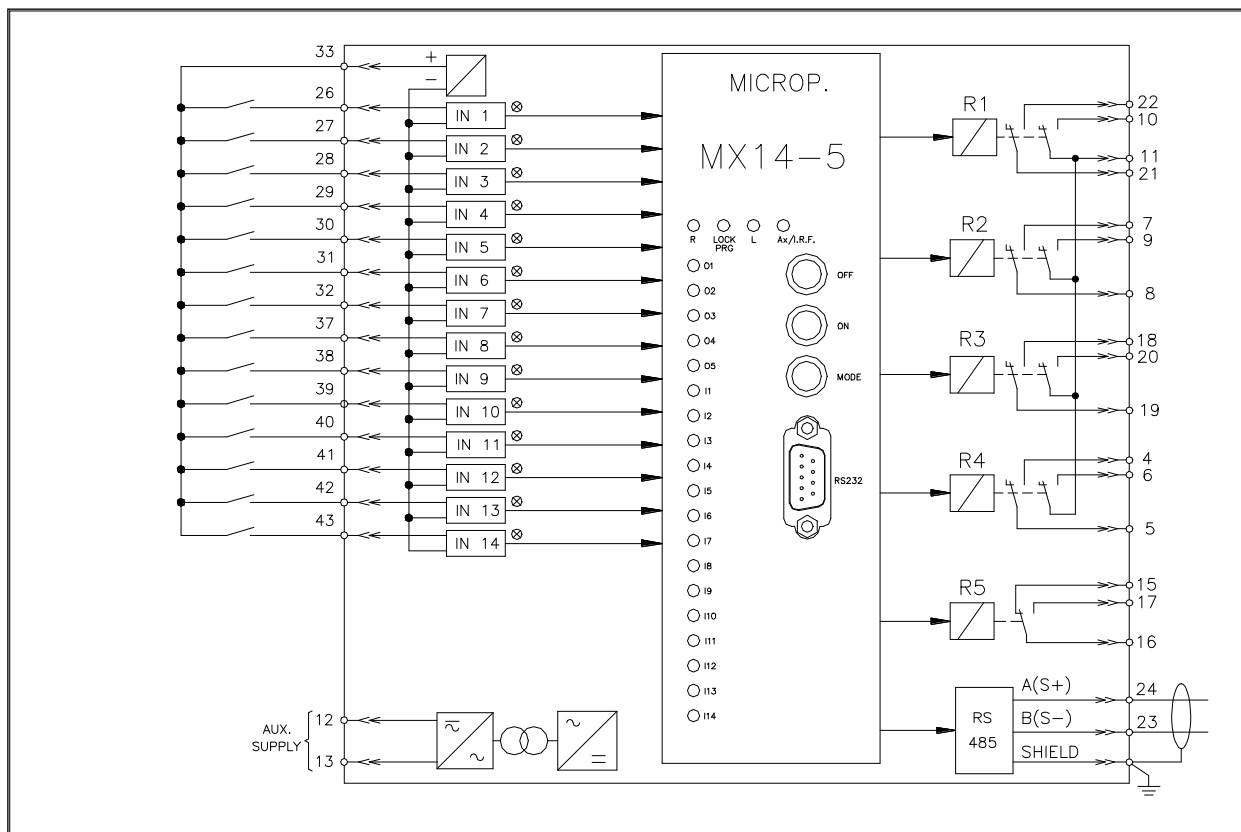 33
+
−
26
IN 1
27
IN 2
28
IN 3
29
IN 4
30
IN 5
31
IN 6
32
IN 7
37
IN 8
38
IN 9
39
IN 10
40
IN 11
41
IN 12
42
IN 13
43
IN 14
AUX.
SUPPLY
12
13
MICROP.
MX14-5
R
LOCK
PRG
L
Ax/I.R.F.
O1
O2
O3
O4
O5
I1
I2
I3
I4
I5
I6
I7
I8
I9
I10
I11
I12
I13
I14
OFF
ON
MODE
RS232
R1
22
10
11
21
R2
7
9
8
R3
18
20
19
R4
4
6
5
R5
15
17
16
RS
485
A(S+)
24
B(S-)
23
SHIELD